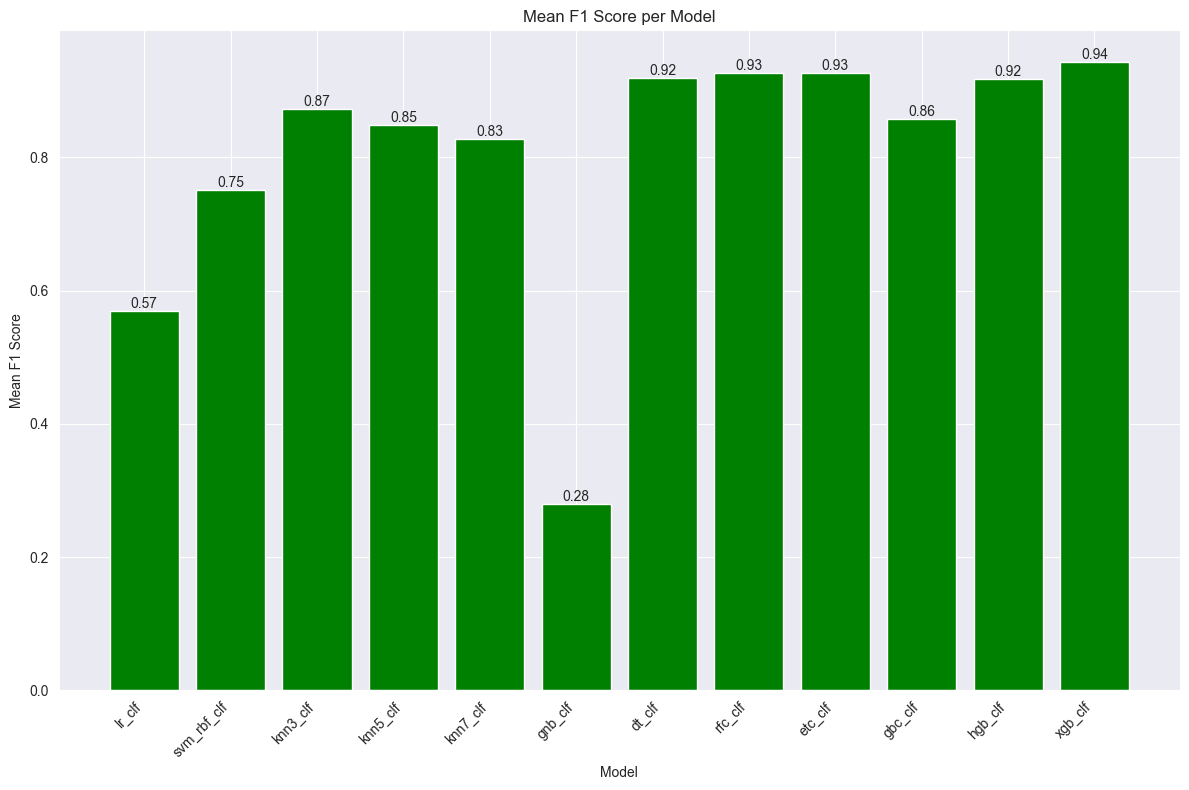 Mean F1 Score per Model
Mean F1 Score
0.8
0.6
0.4
0.2
0.0
0.57
0.75
0.87
0.85
0.83
0.28
0.92
0.93
0.93
0.86
0.92
0.94
lr_clf
svm_rbf_clf
knn3_clf
knn5_clf
knn7_clf
gnb_clf
dt_clf
rfc_clf
etc_clf
gbc_clf
hgb_clf
xgb_clf
Model